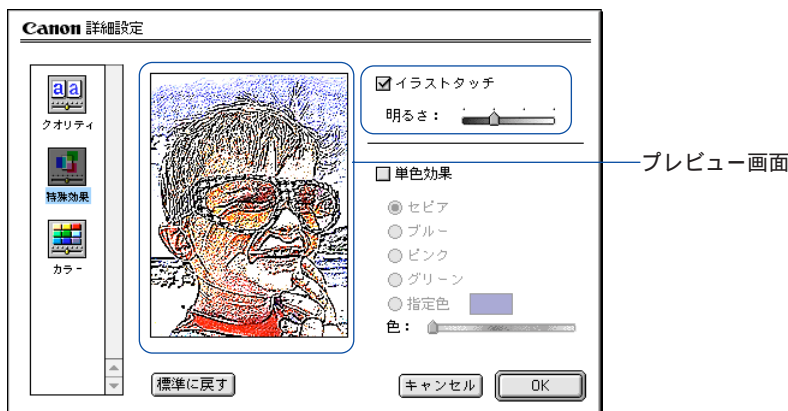 Canon 詳細設定
aa
クオリティ
特殊効果
カラー
イラストタッチ
明るさ：
プレビュー画面
単色効果
セピア
ブルー
ピンク
グリーン
指定色
色：
標準に戻す
キャンセル
OK